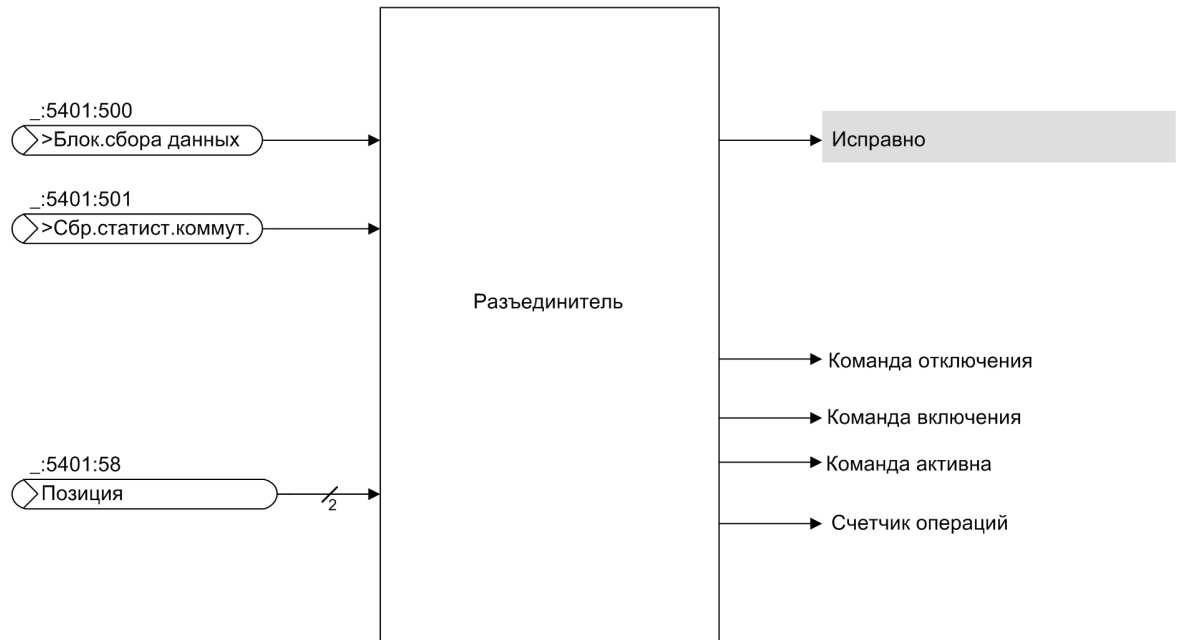 _:5401:500
>Блок.сбора данных
_:5401:501
>Сбр.статист.коммут.
_:5401:58
Позиция
2
Разъединитель
Исправно
Команда отключения
Команда включения
Команда активна
Счетчик операций